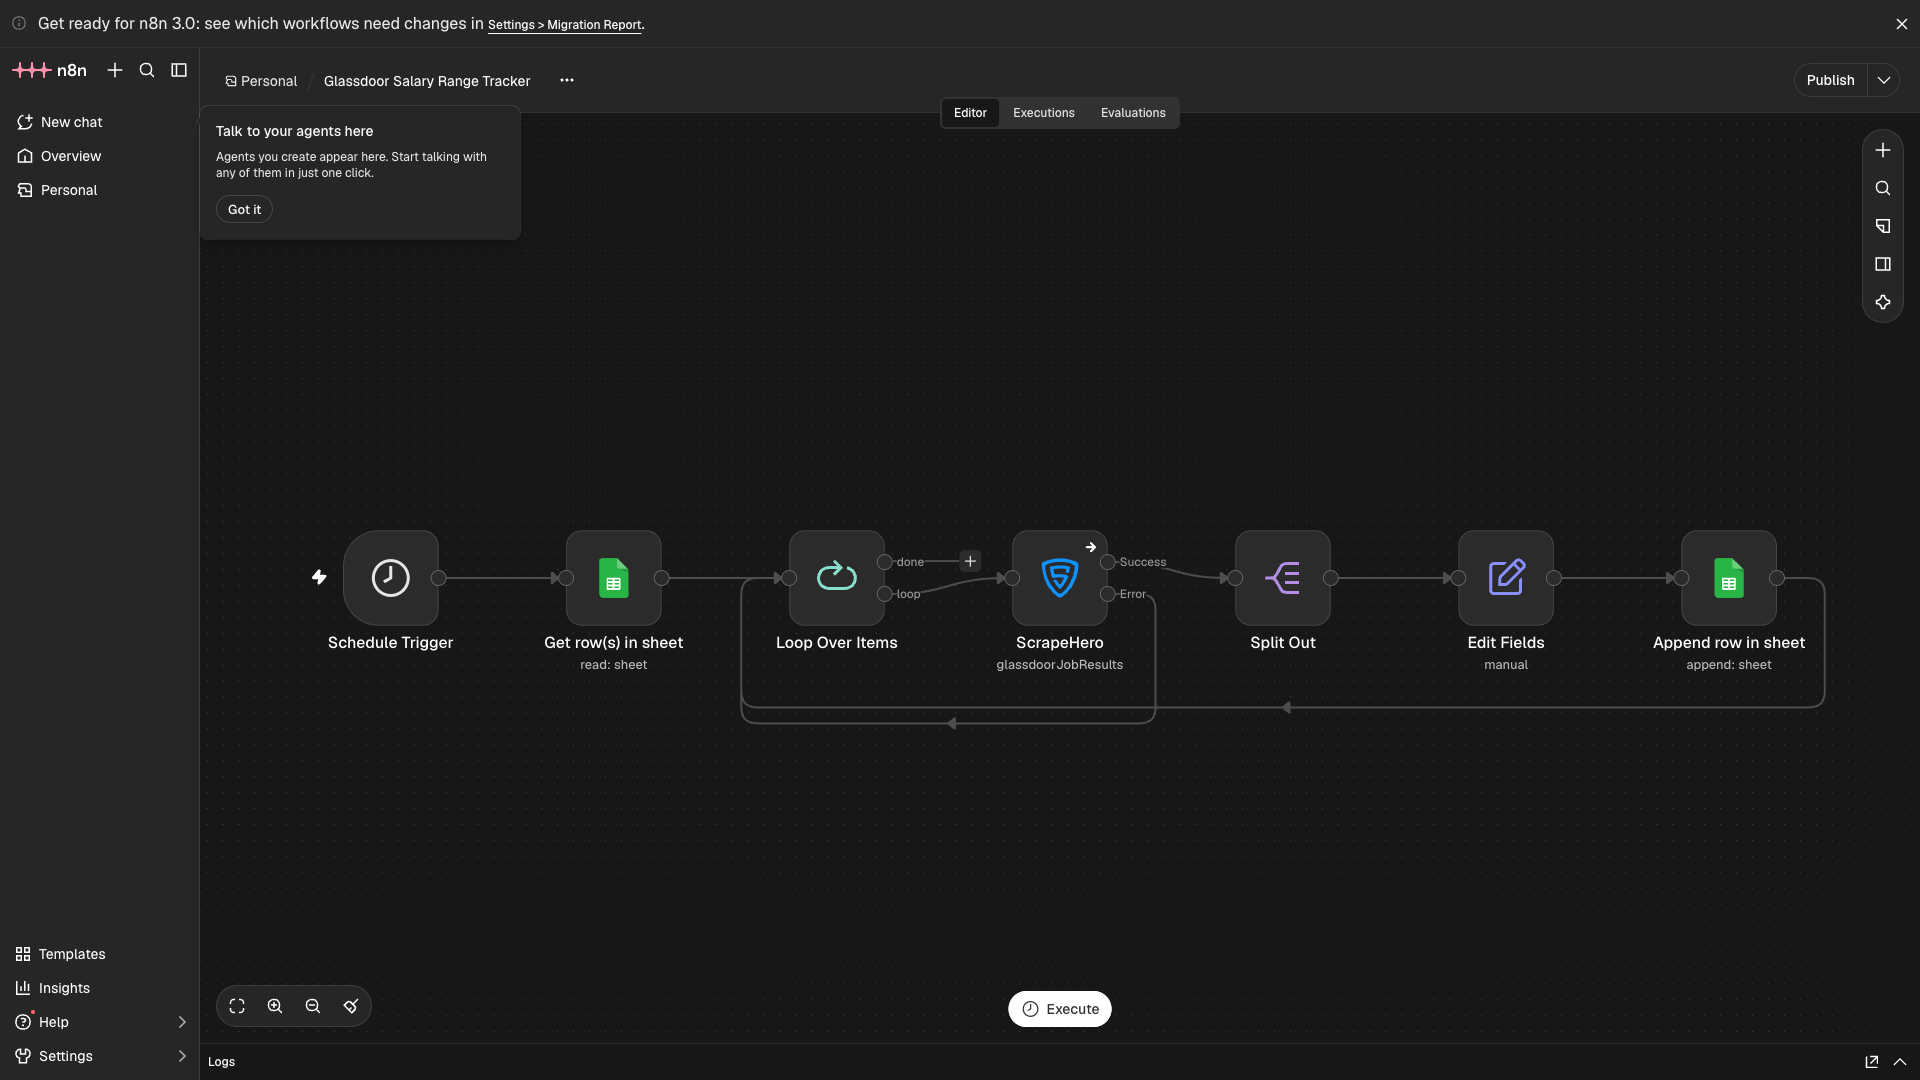 Get ready for n8n 3.0: see which workflows need changes in Settings > Migration Report.
n8n
Personal / Glassdoor Salary Range Tracker
Publish
Editor
Executions
Evaluations
New chat
Overview
Personal
Talk to your agents here
Agents you create appear here. Start talking with
any of them in just one click.
Got it
done
loop
Success
Error
Schedule Trigger
Get row(s) in sheet
read: sheet
Loop Over Items
ScrapeHero
glassdoorJobResults
Split Out
Edit Fields
manual
Append row in sheet
append: sheet
Templates
Insights
Help
Settings
Execute
Logs